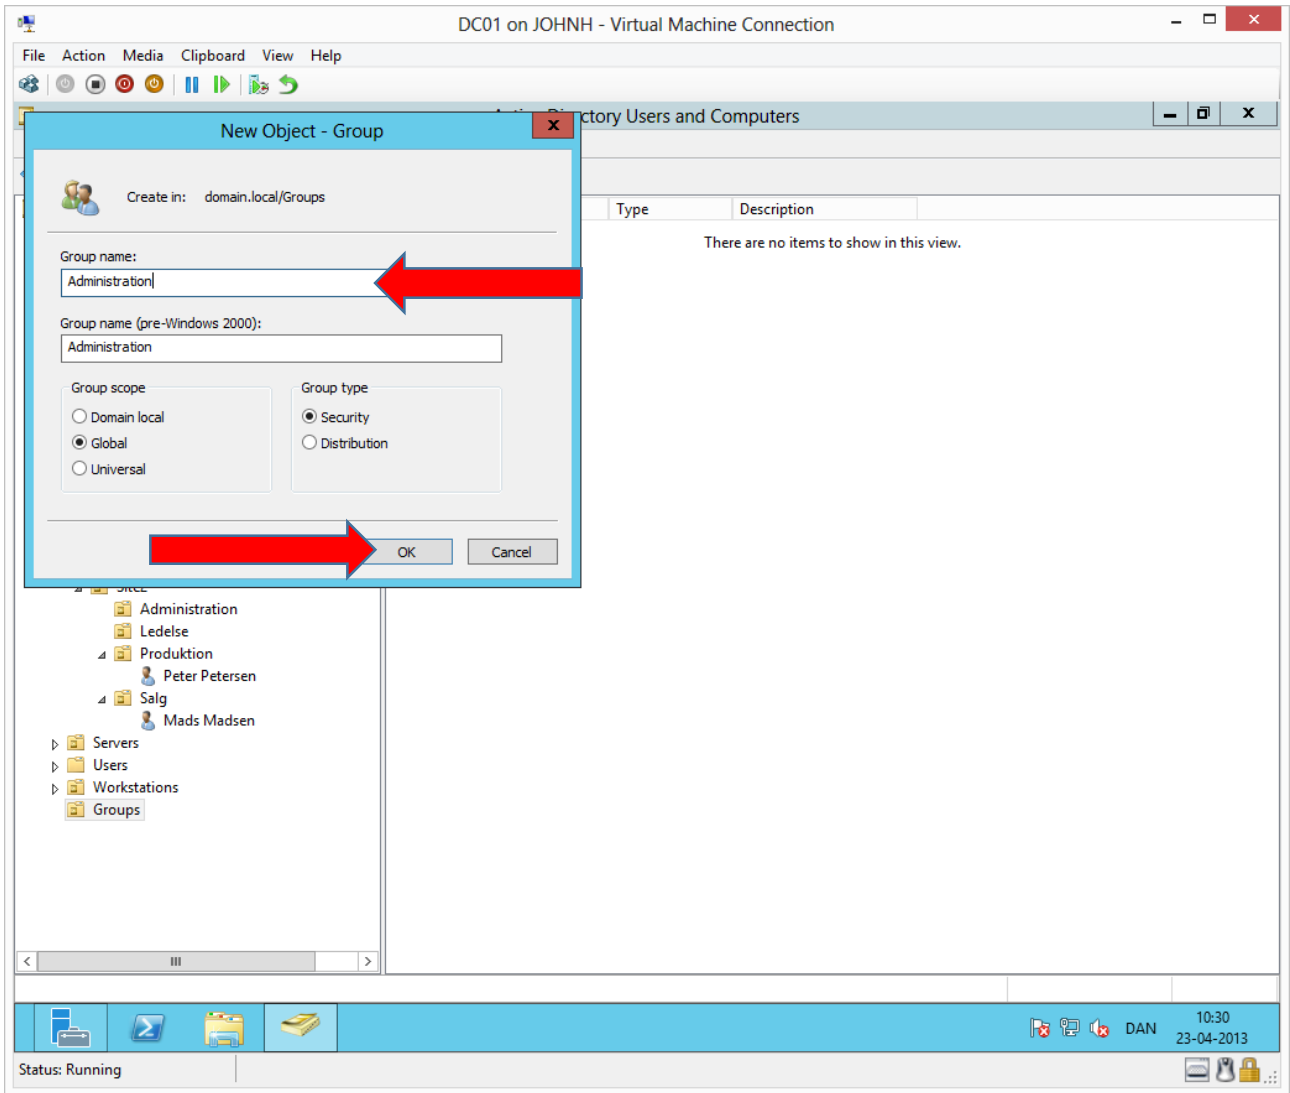 DC01 on JOHNH - Virtual Machine Connection
File Action Media Clipboard View Help
Directory Users and Computers
New Object - Group
Create in: domain.local/Groups
Type Description
There are no items to show in this view.
Group name:
Administration
Group name (pre-Windows 2000):
Administration
Group scope
Domain local
Global
Universal
Group type
Security
Distribution
OK Cancel
Administration
Ledelse
Produktion
Peter Petersen
Salg
Mads Madsen
Servers
Users
Workstations
Groups
DAN
10:30
23-04-2013
Status: Running